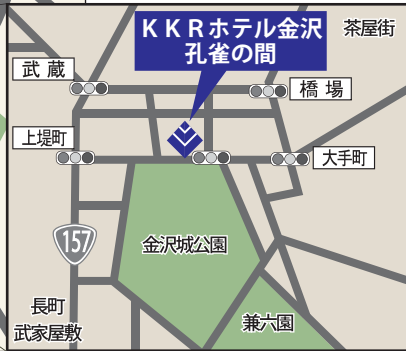 KKRホテル金沢
孔雀の間
茶屋街
武蔵
橋場
上堤町
大手町
157
金沢城公園
長町
武家屋敷
兼六園